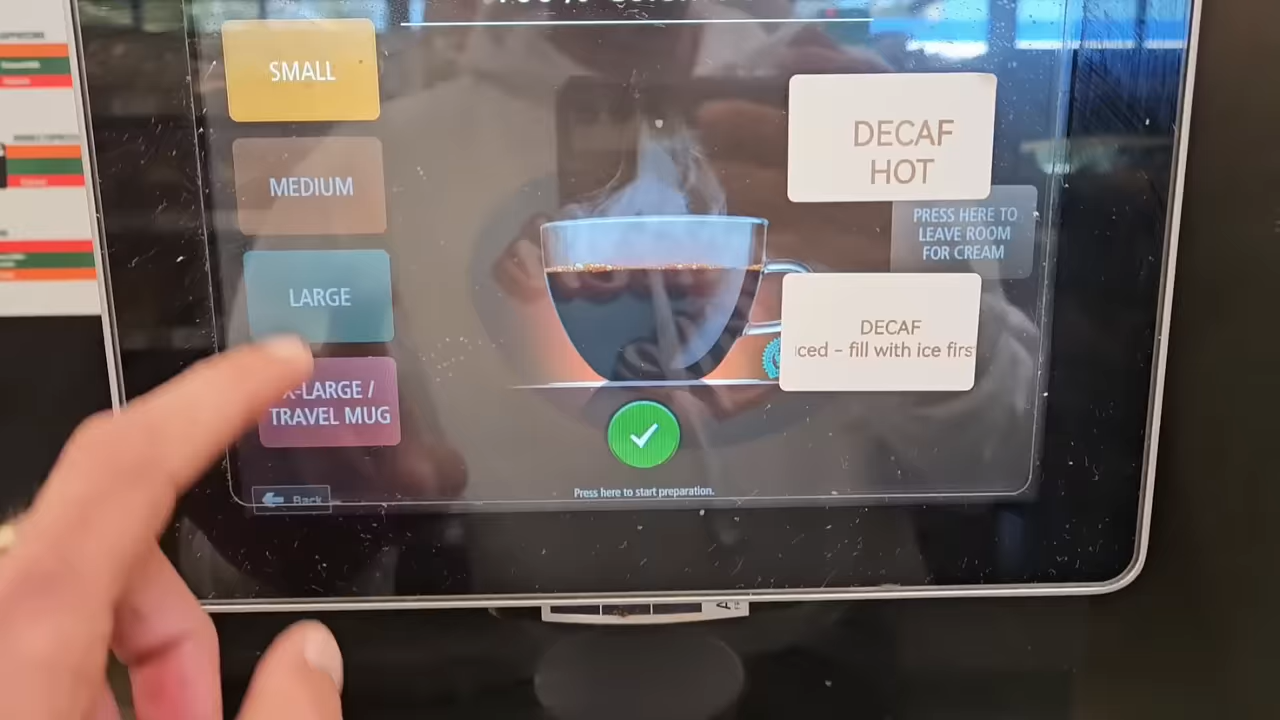 SMALL
MEDIUM
LARGE
X-LARGE /
TRAVEL MUG
Back
DECAF
HOT
PRESS HERE TO
LEAVE ROOM
FOR CREAM
DECAF
iced - fill with ice firs
Press here to start preparation.